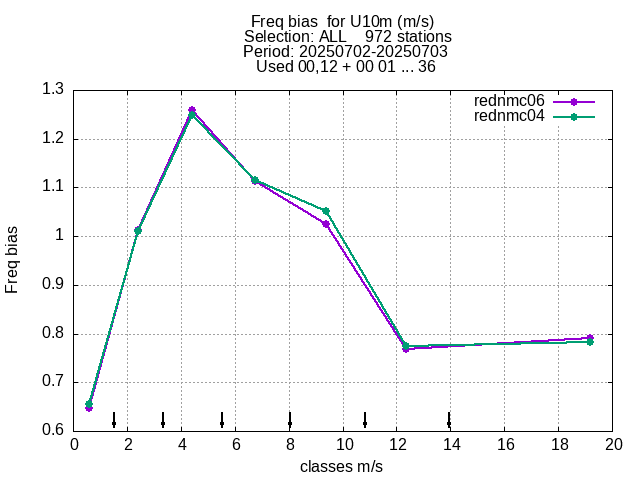 Freq bias  for U10m (m/s)
Selection: ALL    972 stations
Period: 20250702-20250703
Used 00,12 + 00 01 ... 36
rednmc06
rednmc04
1.3
1.2
1.1
1
0.9
0.8
0.7
0.6
Freq bias
0 2 4 6 8 10 12 14 16 18 20
classes m/s